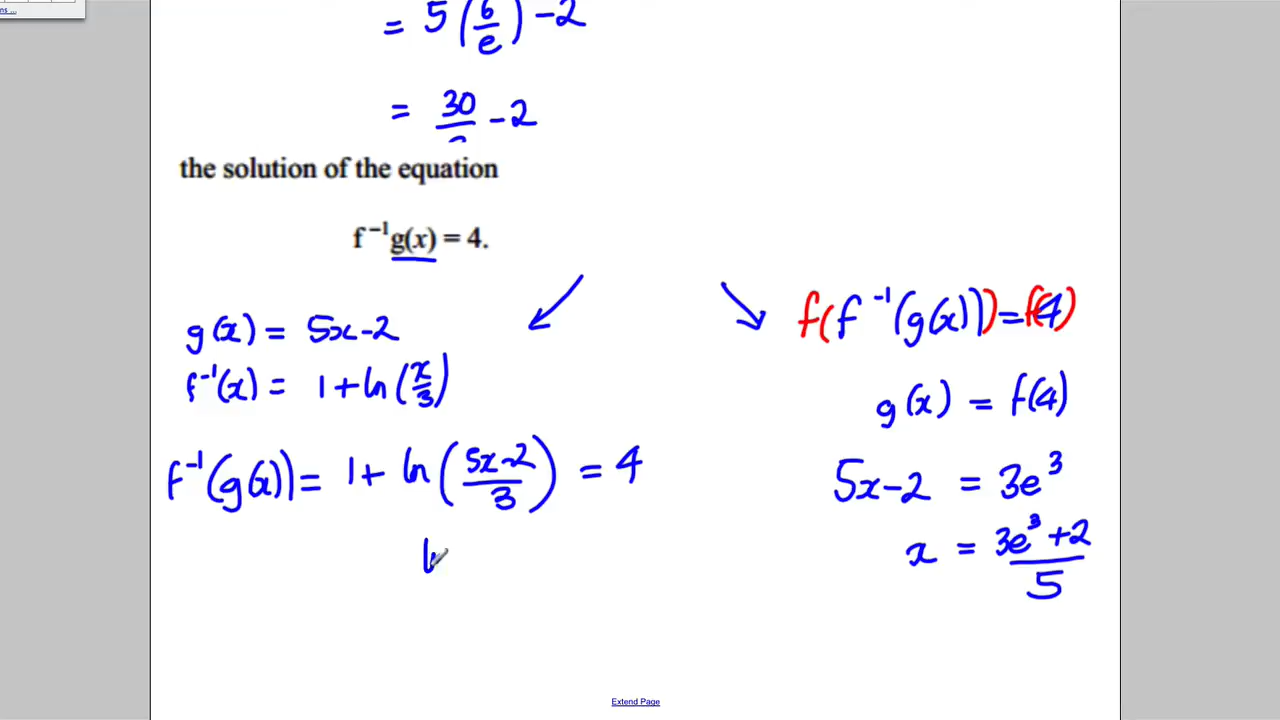 ns ...
= 5(6/e) -2
= 30/ -2
the solution of the equation
f⁻¹g(x) = 4.
g(x) = 5x-2
f⁻¹(x) = 1+ln(x/3)
f⁻¹(g(x)) = 1+ ln((5x-2)/3) = 4
f(f⁻¹(g(x))) = f(4)
g(x) = f(4)
5x-2 = 3e³
x = (3e³+2)/5
Extend Page